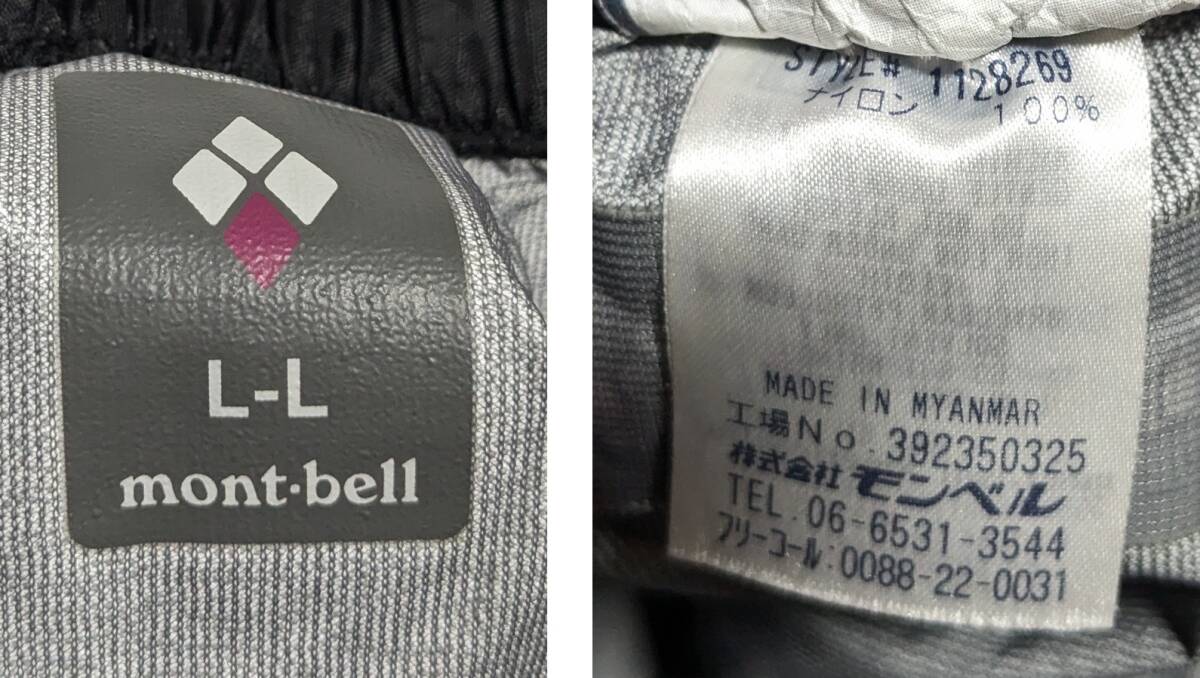 L-L
mont·bell
STYLE# 1128269
ナイロン 100%
MADE IN MYANMAR
工場No.392350325
株式会社モンベル
TEL.06-6531-3544
フリーコール:0088-22-0031